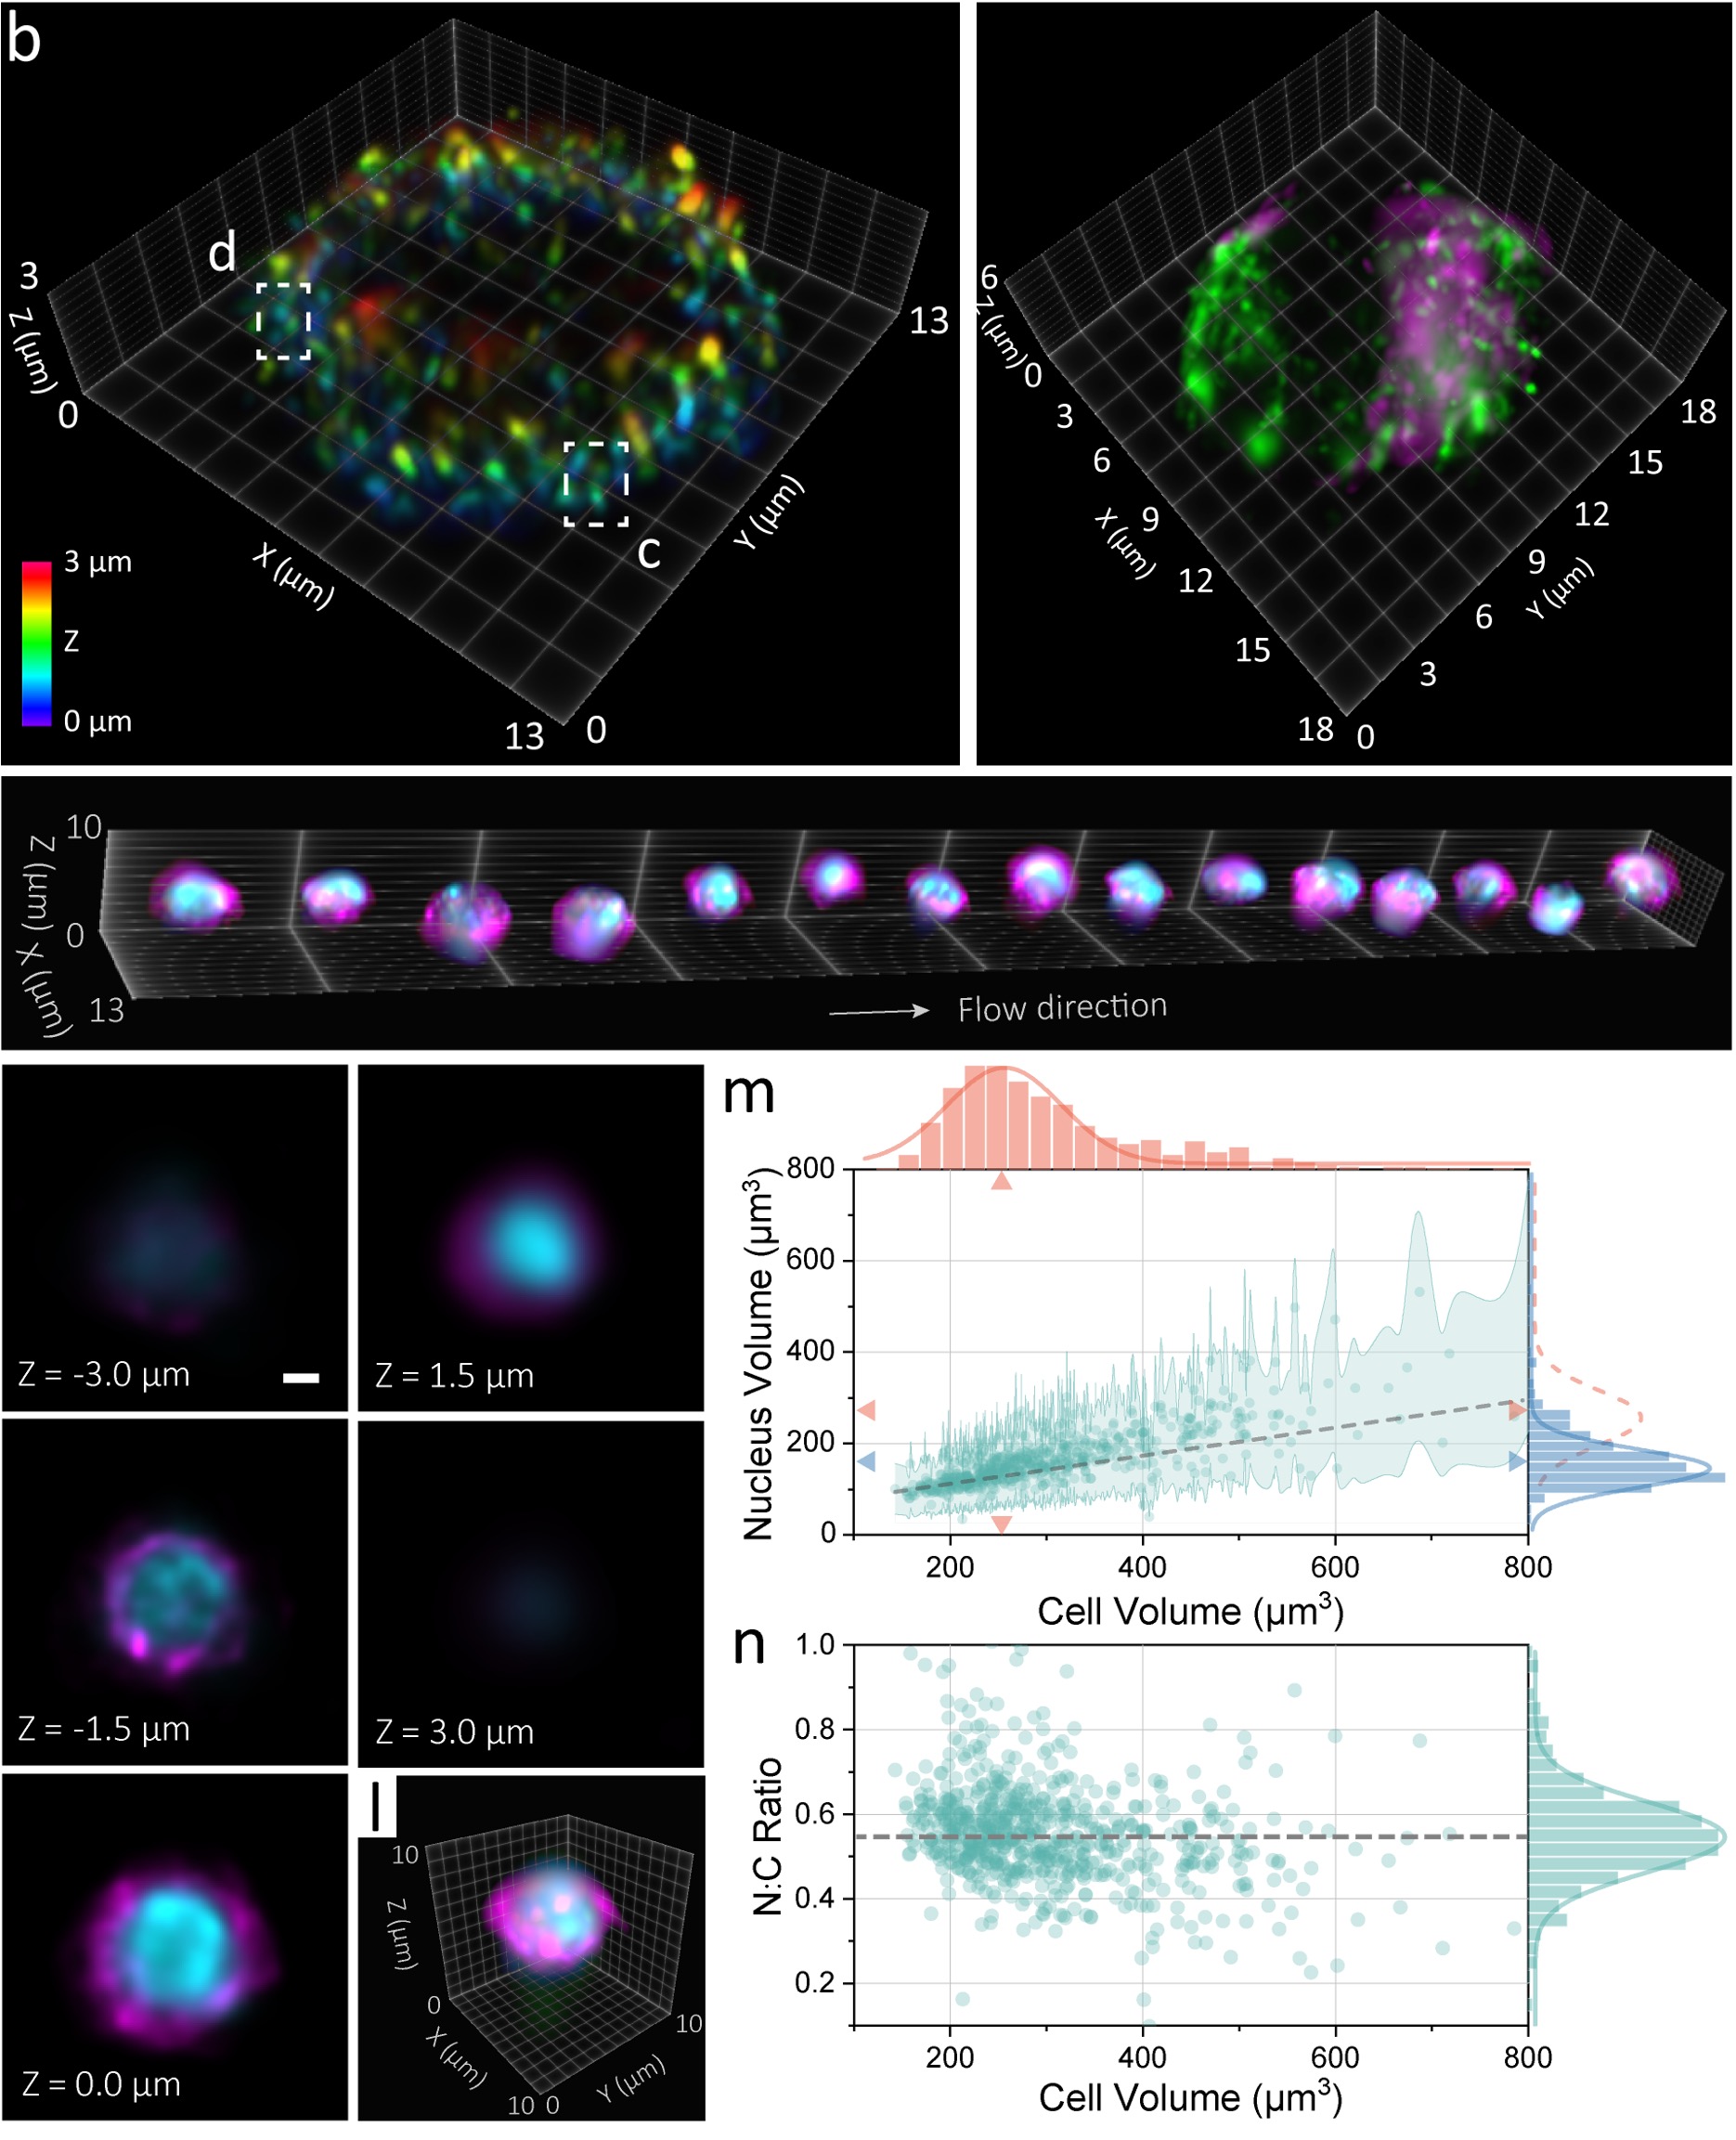 b
d
c
3
Z (µm)
0
13
X (µm)
Y (µm)
13
0
3 µm
Z
0 µm
6
Z (µm)
0
3
6
9
X (µm)
12
15
18
0
3
6
9
Y (µm)
12
15
18
10
Z (µm)
0
X (µm)
13
Flow direction
Z = -3.0 µm
Z = 1.5 µm
Z = -1.5 µm
Z = 3.0 µm
Z = 0.0 µm
l
10
Z (µm)
0
X (µm)
10
0
Y (µm)
10
m
800
600
400
200
0
Nucleus Volume (µm³)
200
400
600
800
Cell Volume (µm³)
n
1.0
0.8
0.6
0.4
0.2
N:C Ratio
200
400
600
800
Cell Volume (µm³)